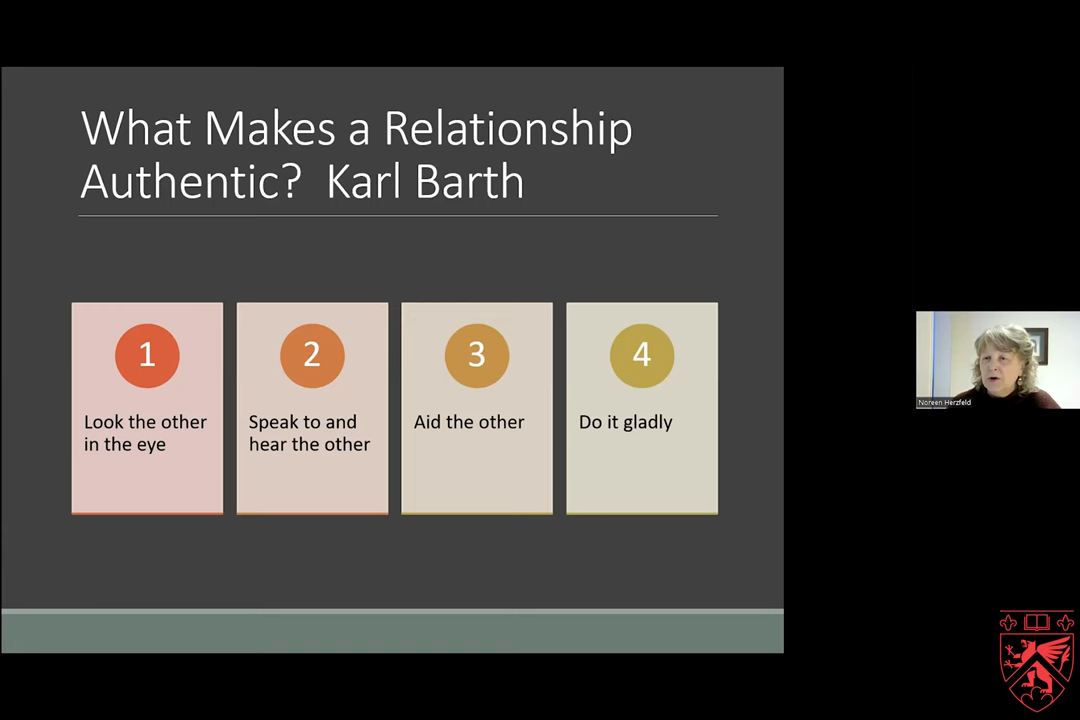 What Makes a Relationship
Authentic? Karl Barth
1
Look the other
in the eye
2
Speak to and
hear the other
3
Aid the other
4
Do it gladly
Noreen Herzfeld